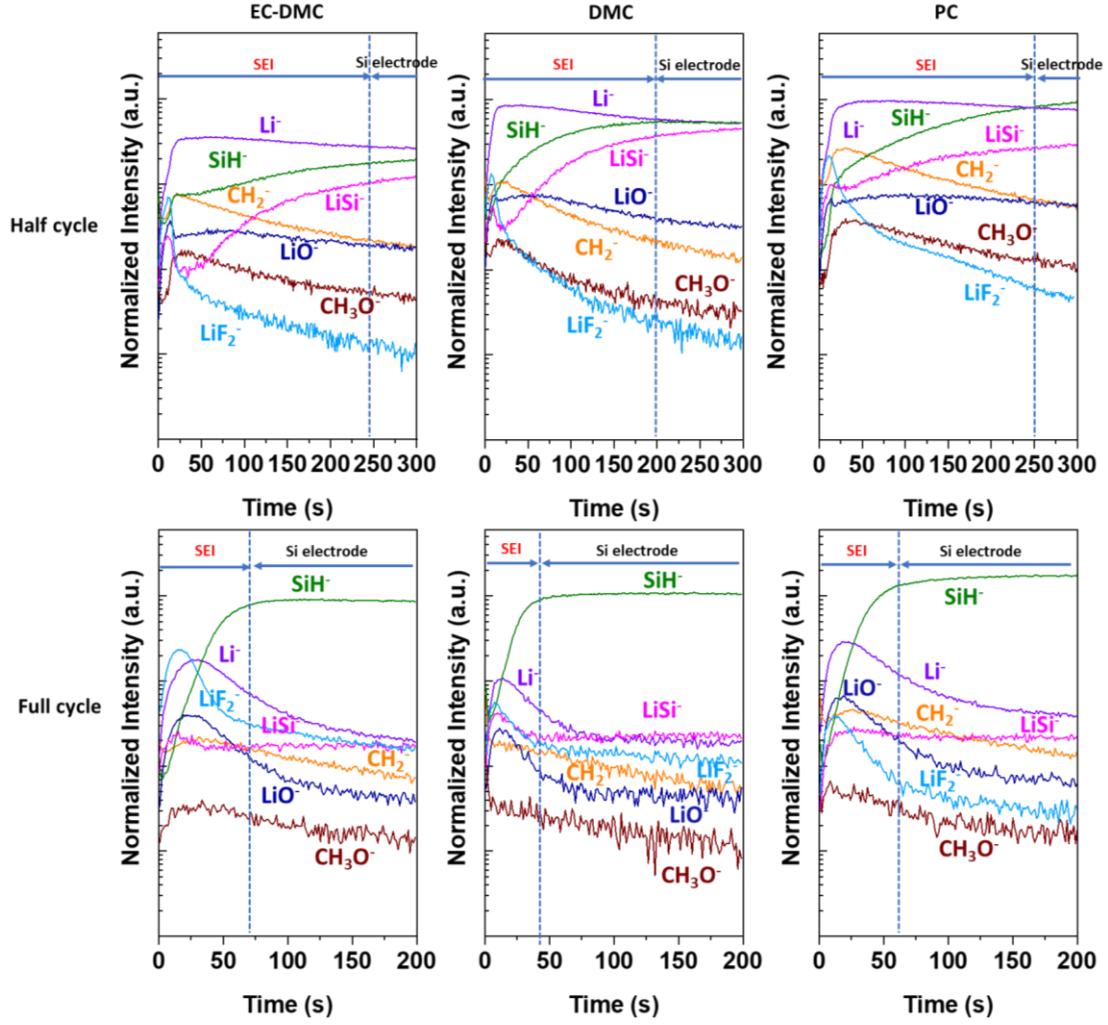 EC-DMC DMC PC
Half cycle
Normalized Intensity (a.u.)
SEI Si electrode
Li⁻
SiH⁻
CH₂⁻
LiSi⁻
LiO⁻
CH₃O⁻
LiF₂⁻
0 50 100 150 200 250 300
Time (s)
Normalized Intensity (a.u.)
SEI Si electrode
Li⁻
SiH⁻
LiSi⁻
LiO⁻
CH₂⁻
CH₃O⁻
LiF₂⁻
0 50 100 150 200 250 300
Time (s)
Normalized Intensity (a.u.)
SEI Si electrode
SiH⁻
Li⁻
LiSi⁻
CH₂⁻
LiO⁻
CH₃O⁻
LiF₂⁻
0 50 100 150 200 250 300
Time (s)
Full cycle
Normalized Intensity (a.u.)
SEI Si electrode
SiH⁻
Li⁻
LiF₂⁻
LiSi⁻
CH₂⁻
LiO⁻
CH₃O⁻
0 50 100 150 200
Time (s)
Normalized Intensity (a.u.)
SEI Si electrode
SiH⁻
Li⁻
LiSi⁻
CH₂⁻
LiF₂⁻
LiO⁻
CH₃O⁻
0 50 100 150 200
Time (s)
Normalized Intensity (a.u.)
SEI Si electrode
SiH⁻
Li⁻
LiO⁻
CH₂⁻
LiSi⁻
LiF₂⁻
CH₃O⁻
0 50 100 150 200
Time (s)